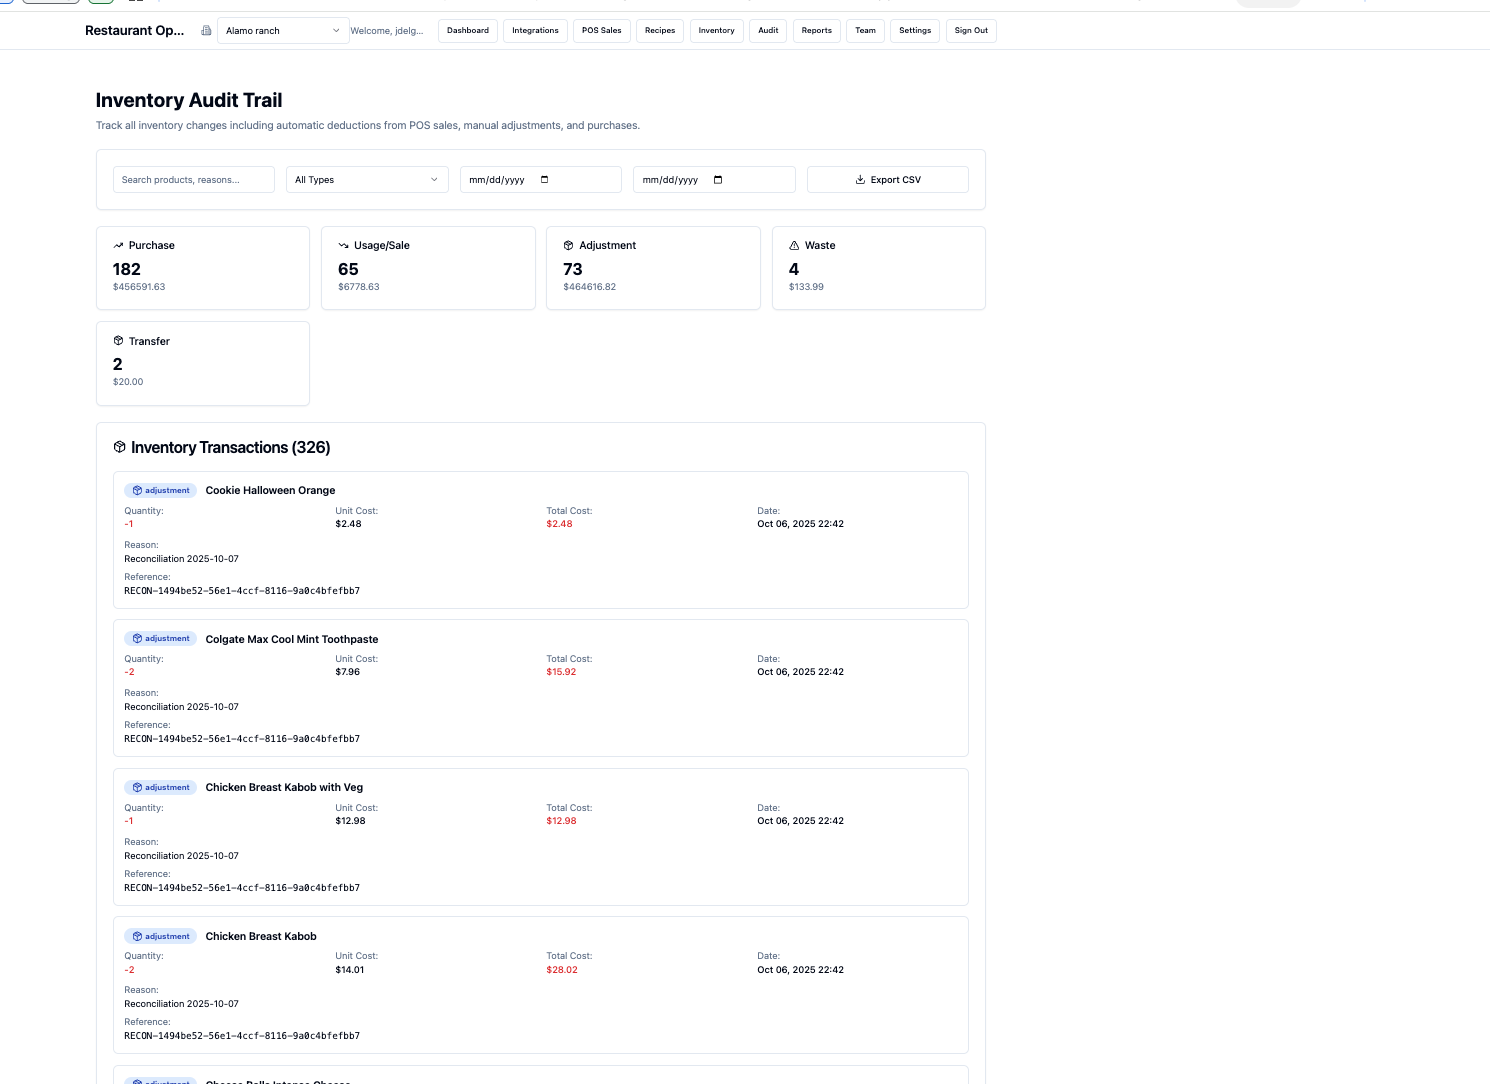 Restaurant Op... Alamo ranch Welcome, jdelg... Dashboard Integrations POS Sales Recipes Inventory Audit Reports Team Settings Sign Out
Inventory Audit Trail
Track all inventory changes including automatic deductions from POS sales, manual adjustments, and purchases.
Search products, reasons... All Types mm/dd/yyyy mm/dd/yyyy Export CSV
Purchase
182
$456591.63
Usage/Sale
65
$6778.63
Adjustment
73
$464616.82
Waste
4
$133.99
Transfer
2
$20.00
Inventory Transactions (326)
adjustment Cookie Halloween Orange
Quantity: Unit Cost: Total Cost: Date:
-1 $2.48 $2.48 Oct 06, 2025 22:42
Reason:
Reconciliation 2025-10-07
Reference:
RECON-1494be52-56e1-4ccf-8116-9a0c4bfefbb7
adjustment Colgate Max Cool Mint Toothpaste
Quantity: Unit Cost: Total Cost: Date:
-2 $7.96 $15.92 Oct 06, 2025 22:42
Reason:
Reconciliation 2025-10-07
Reference:
RECON-1494be52-56e1-4ccf-8116-9a0c4bfefbb7
adjustment Chicken Breast Kabob with Veg
Quantity: Unit Cost: Total Cost: Date:
-1 $12.98 $12.98 Oct 06, 2025 22:42
Reason:
Reconciliation 2025-10-07
Reference:
RECON-1494be52-56e1-4ccf-8116-9a0c4bfefbb7
adjustment Chicken Breast Kabob
Quantity: Unit Cost: Total Cost: Date:
-2 $14.01 $28.02 Oct 06, 2025 22:42
Reason:
Reconciliation 2025-10-07
Reference:
RECON-1494be52-56e1-4ccf-8116-9a0c4bfefbb7